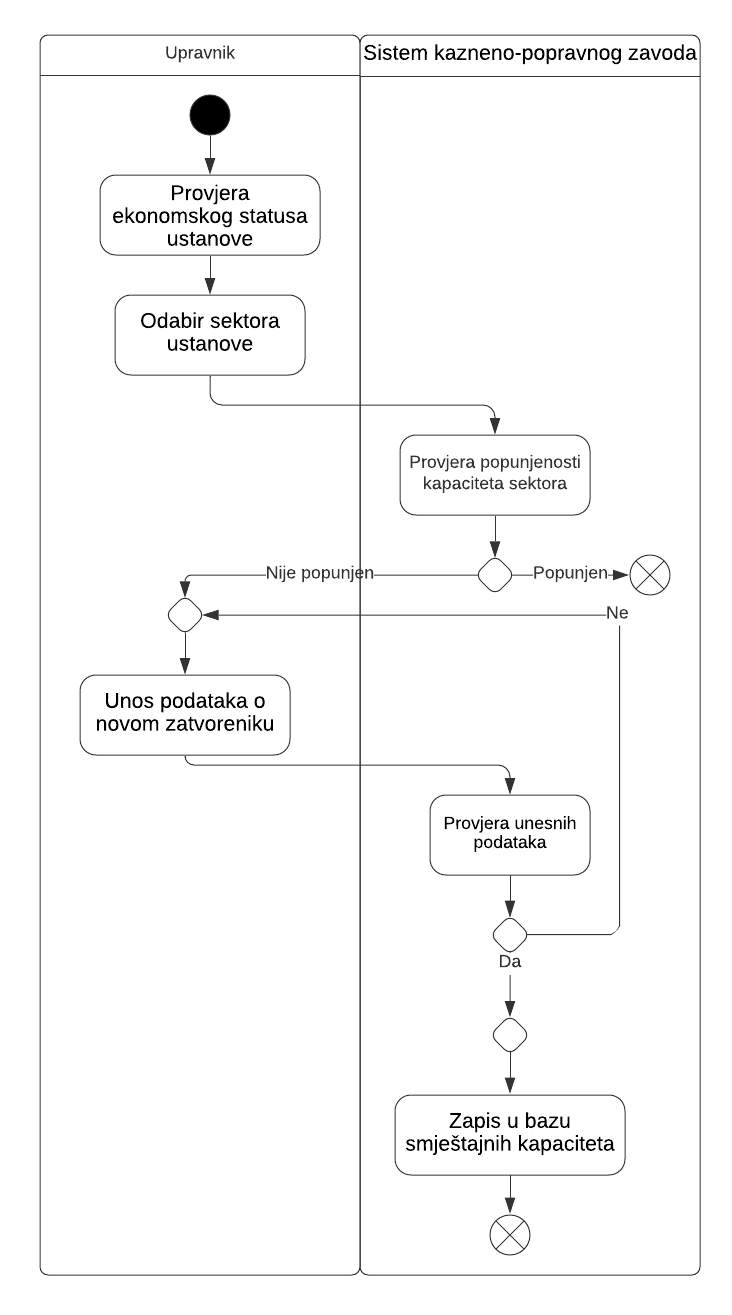 Upravnik
Sistem kazneno-popravnog zavoda
Provjera
ekonomskog statusa
ustanove
Odabir sektora
ustanove
Provjera popunjenosti
kapaciteta sektora
Nije popunjen
Popunjen
Ne
Unos podataka o
novom zatvoreniku
Provjera unesnih
podataka
Da
Zapis u bazu
smještajnih kapaciteta